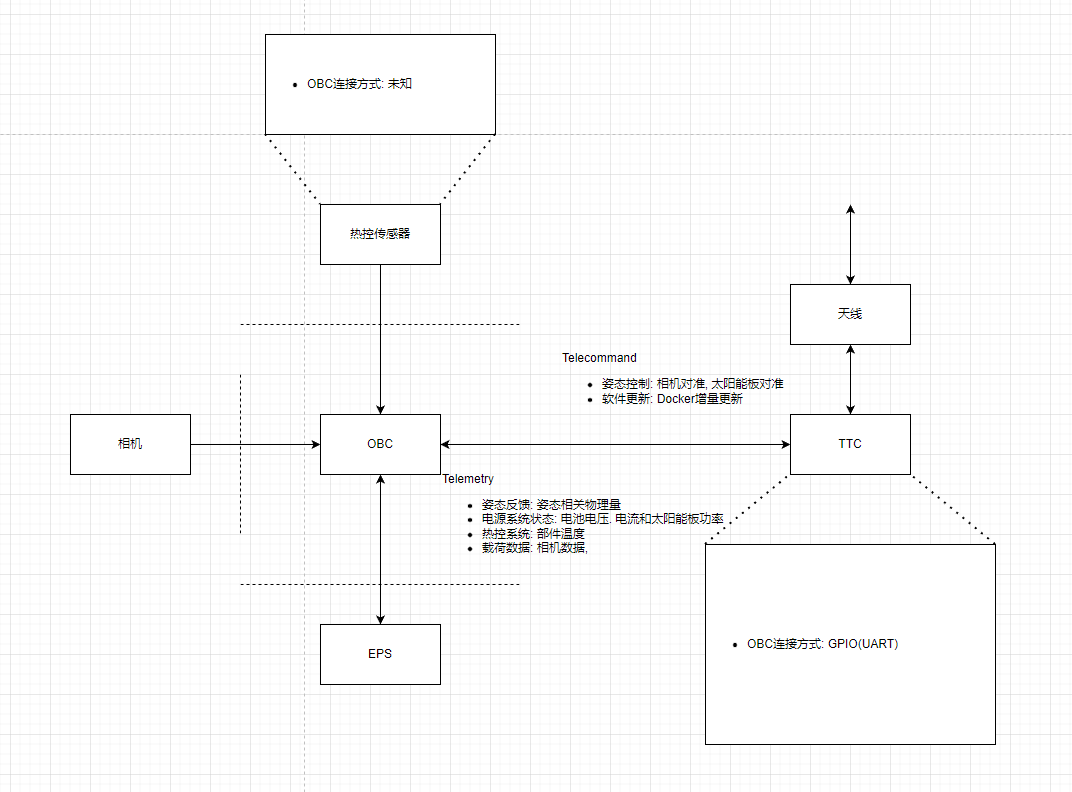 OBC连接方式: 未知
热控传感器
天线
Telecommand
姿态控制: 相机对准, 太阳能板对准
软件更新: Docker增量更新
相机
OBC
TTC
Telemetry
姿态反馈: 姿态相关物理量
电源系统状态: 电池电压. 电流和太阳能板功率
热控系统: 部件温度
载荷数据: 相机数据,
EPS
OBC连接方式: GPIO(UART)